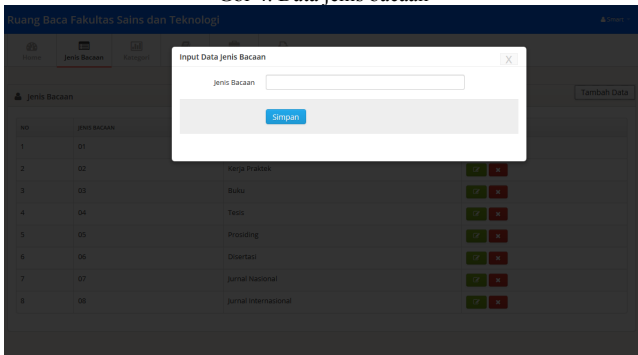 Gbr 4. Data jenis bacaan
Ruang Baca Fakultas Sains dan Teknologi
Home
Jenis Bacaan
Kategori
Input Data Jenis Bacaan
X
Jenis Bacaan
Simpan
Jenis Bacaan
Tambah Data
NO JENIS BACAAN
1 01
2 02 Kerja Praktek
3 03 Buku
4 04 Tesis
5 05 Prosiding
6 06 Disertasi
7 07 Jurnal Nasional
8 08 Jurnal Internasional